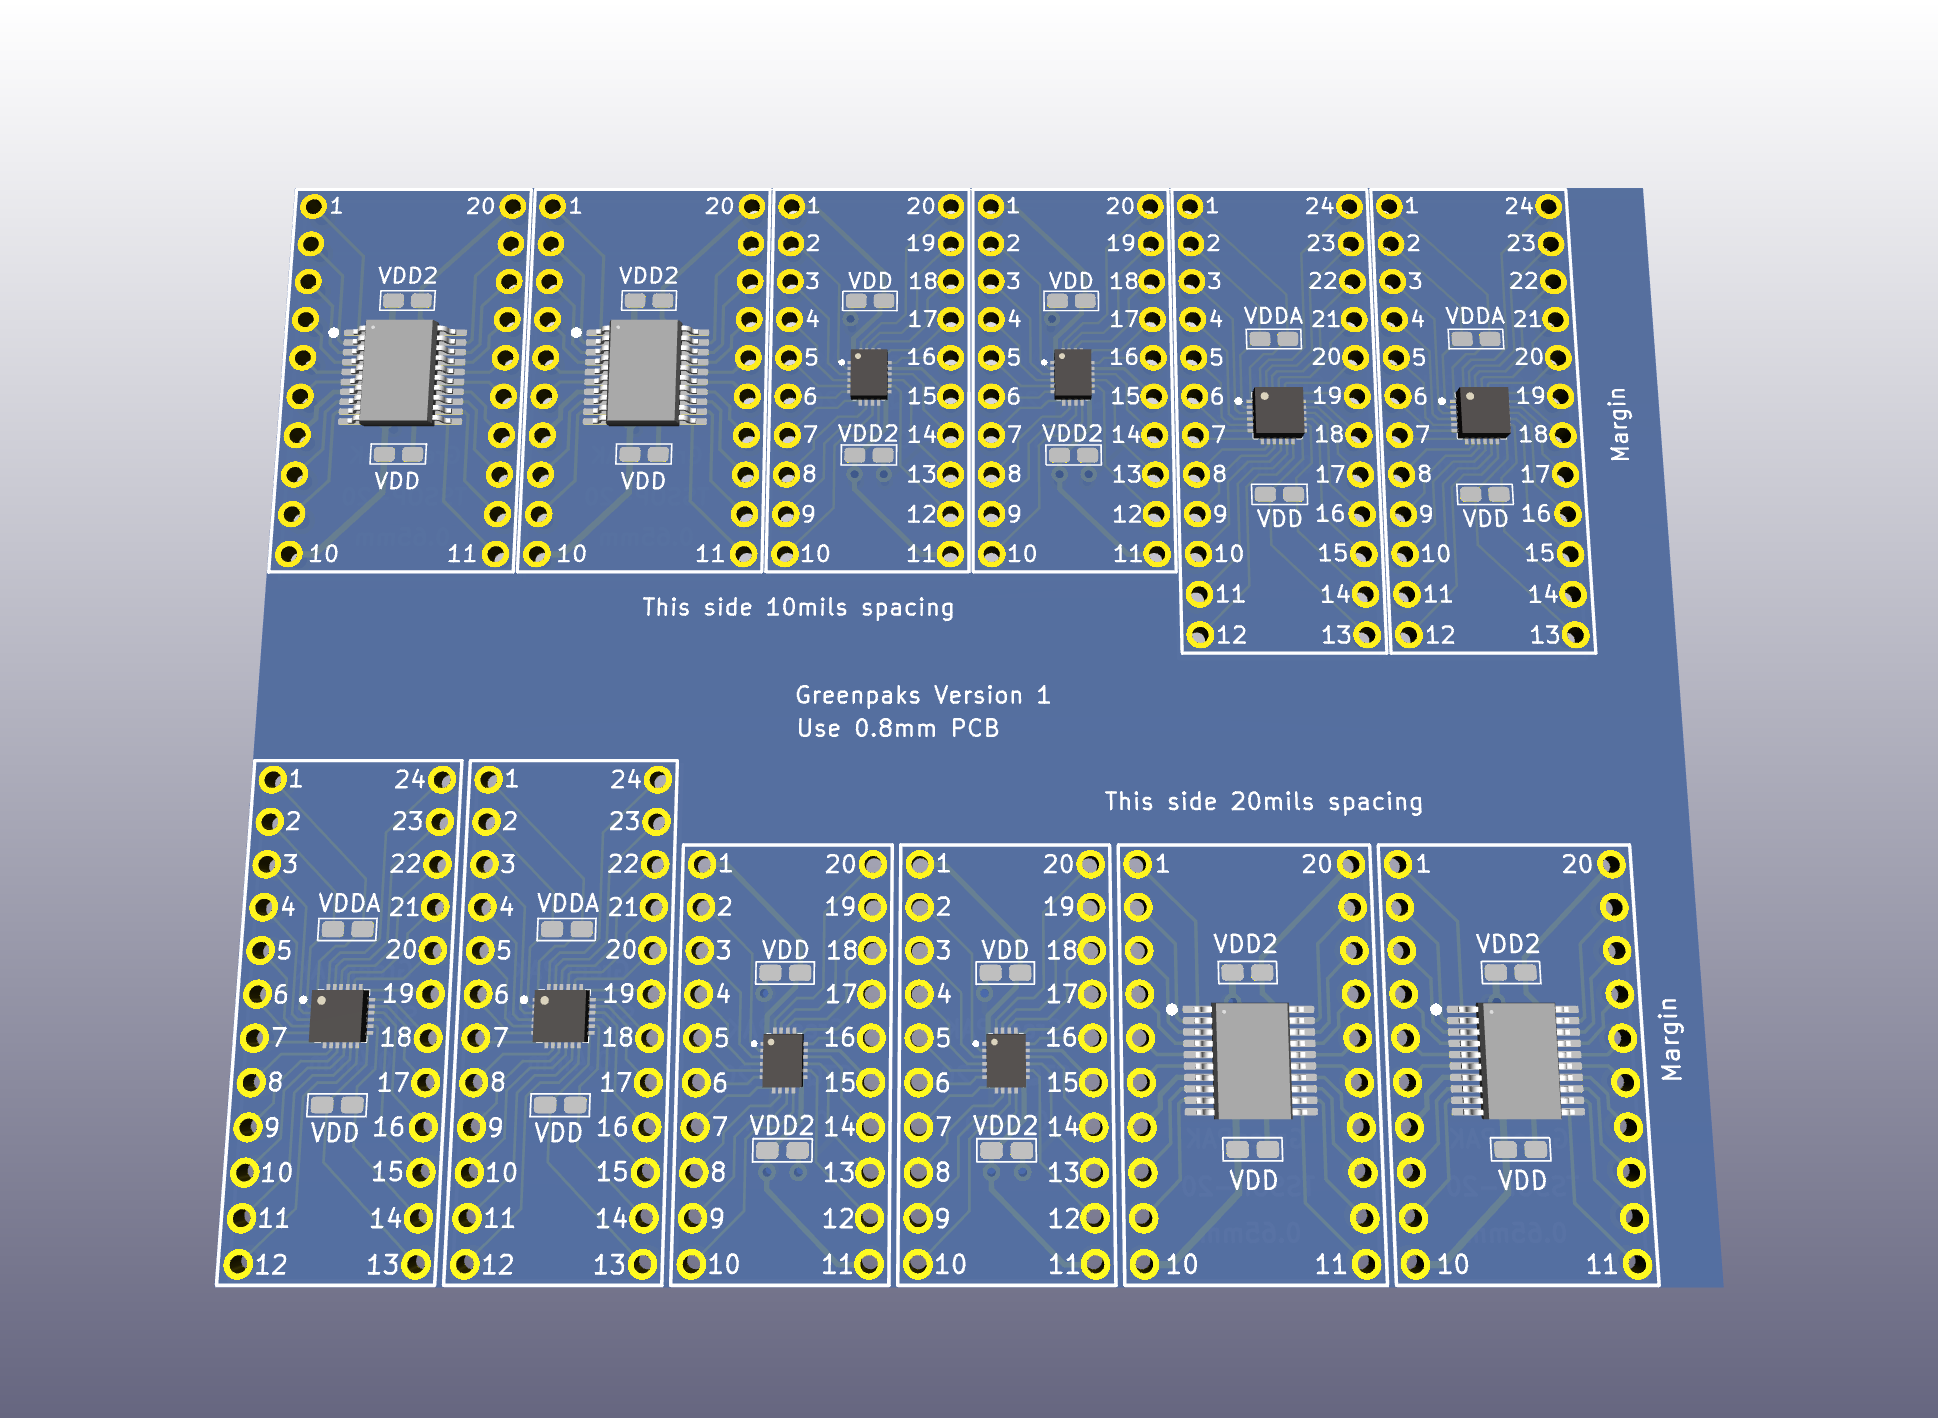 1 20 1 20 1 20 1 20 1 24 1 24
2 19 2 19 2 23 2 23
VDD2 VDD2 3 VDD 18 3 VDD 18 3 22 3 22
4 17 4 17 4 VDDA 21 4 VDDA 21
5 16 5 16 5 20 5 20
6 15 6 15 6 19 6 19
7 VDD2 14 7 VDD2 14 7 18 7 18
Margin
VDD VDD 8 13 8 13 8 17 8 17
9 12 9 12 9 VDD 16 9 VDD 16
10 11 10 11 10 11 10 11 10 15 10 15
11 14 11 14
12 13 12 13
This side 10mils spacing
Greenpaks Version 1
Use 0.8mm PCB
This side 20mils spacing
1 24 1 24
2 23 2 23
3 22 3 22 1 20 1 20 1 20 1 20
4 VDDA 21 4 VDDA 21 2 19 2 19
5 20 5 20 3 VDD 18 3 VDD 18 VDD2 VDD2
6 19 6 19 4 17 4 17
7 18 7 18 5 16 5 16
Margin
8 17 8 17 6 15 6 15
9 VDD 16 9 VDD 16 7 VDD2 14 7 VDD2 14
10 15 10 15 8 13 8 13 VDD VDD
11 14 11 14 9 12 9 12
12 13 12 13 10 11 10 11 10 11 10 11